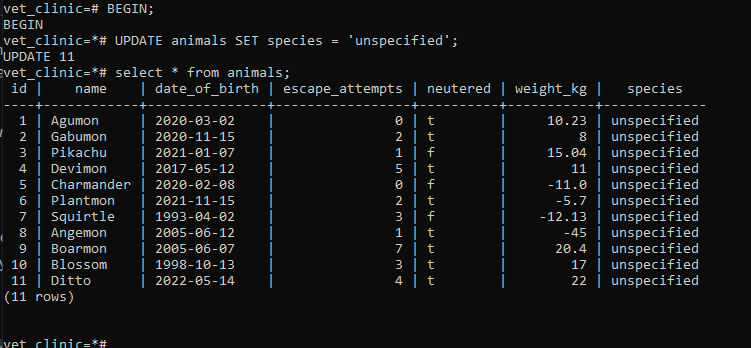 vet_clinic=# BEGIN;
BEGIN
vet_clinic=*# UPDATE animals SET species = 'unspecified';
UPDATE 11
vet_clinic=*# select * from animals;
 id |    name    | date_of_birth | escape_attempts | neutered | weight_kg |   species
----+------------+---------------+-----------------+----------+-----------+-------------
  1 | Agumon     | 2020-03-02    |               0 | t        |     10.23 | unspecified
  2 | Gabumon    | 2020-11-15    |               2 | t        |         8 | unspecified
  3 | Pikachu    | 2021-01-07    |               1 | f        |     15.04 | unspecified
  4 | Devimon    | 2017-05-12    |               5 | t        |        11 | unspecified
  5 | Charmander | 2020-02-08    |               0 | f        |     -11.0 | unspecified
  6 | Plantmon   | 2021-11-15    |               2 | t        |      -5.7 | unspecified
  7 | Squirtle   | 1993-04-02    |               3 | f        |    -12.13 | unspecified
  8 | Angemon    | 2005-06-12    |               1 | t        |       -45 | unspecified
  9 | Boarmon    | 2005-06-07    |               7 | t        |      20.4 | unspecified
 10 | Blossom    | 1998-10-13    |               3 | t        |        17 | unspecified
 11 | Ditto      | 2022-05-14    |               4 | t        |        22 | unspecified
(11 rows)
vet_clinic=*#